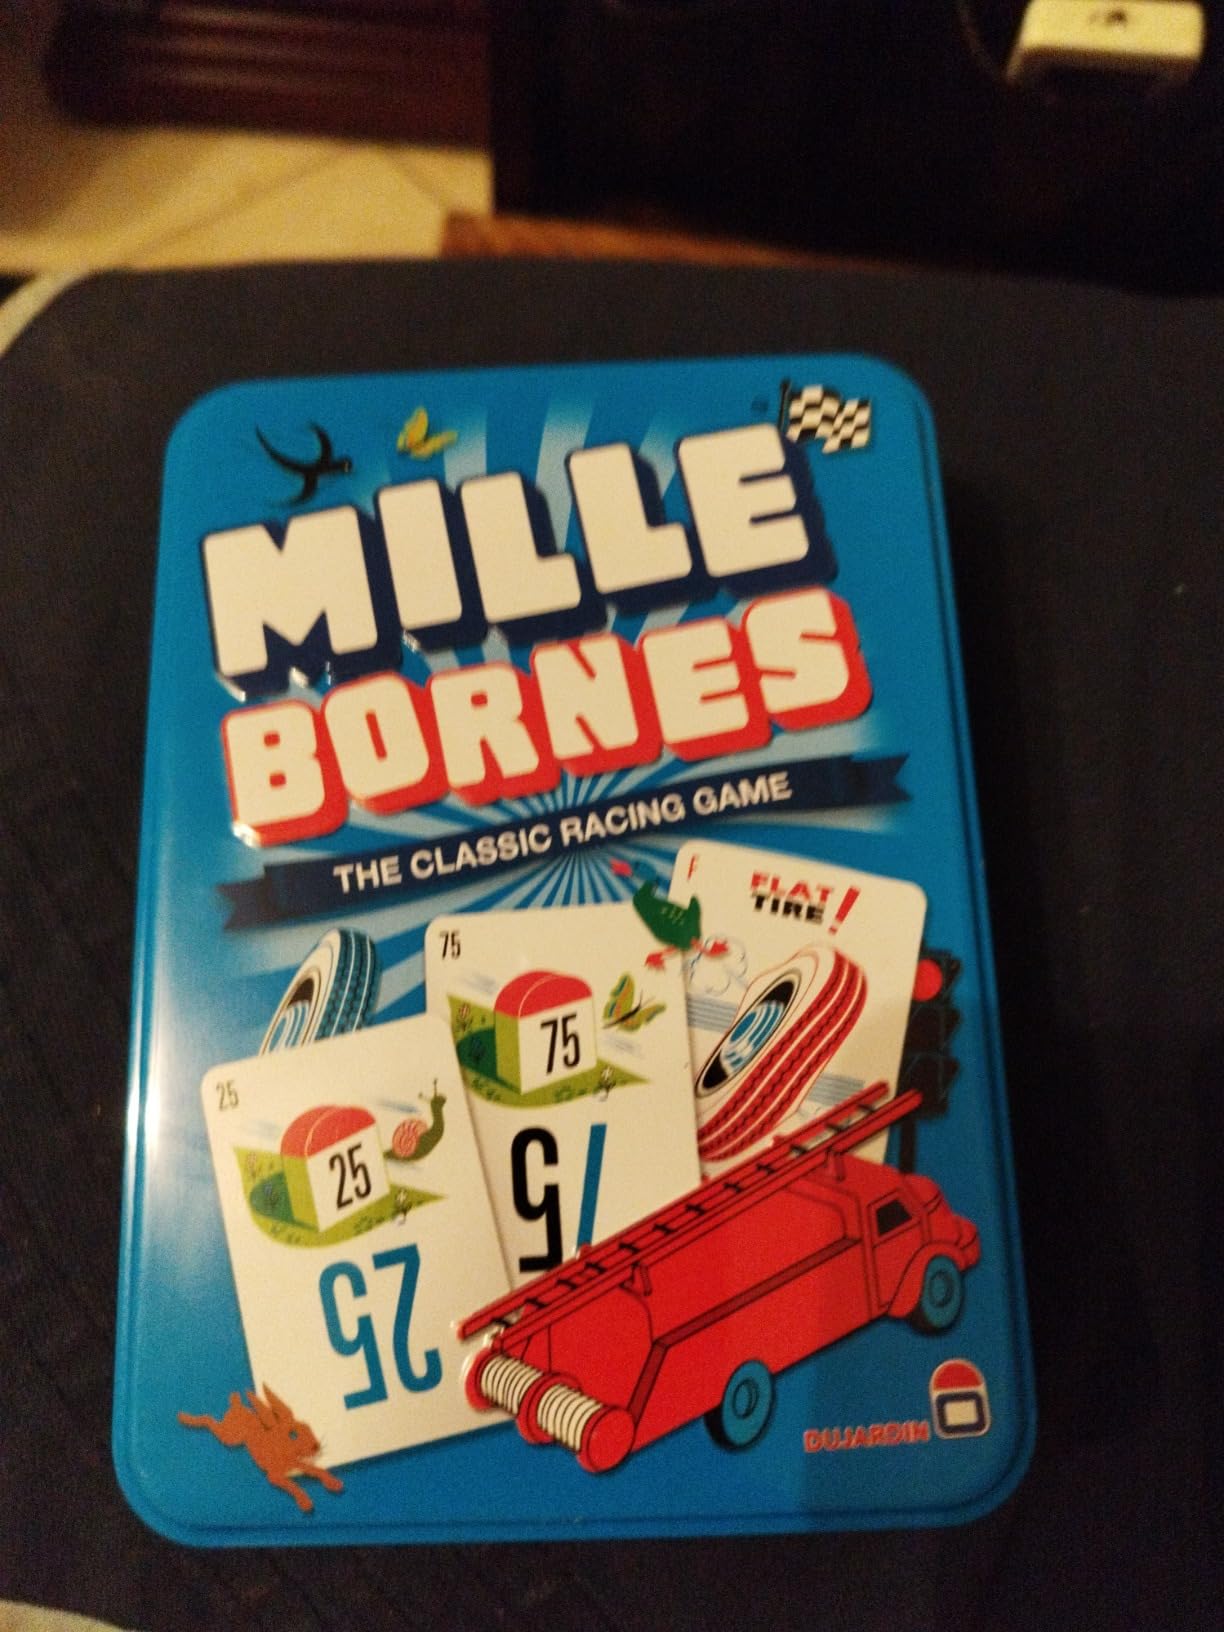 MILLE
BORNES
THE CLASSIC RACING GAME
F
FLAT
TIRE!
75
75
75
25
25
25
DUJARDIN